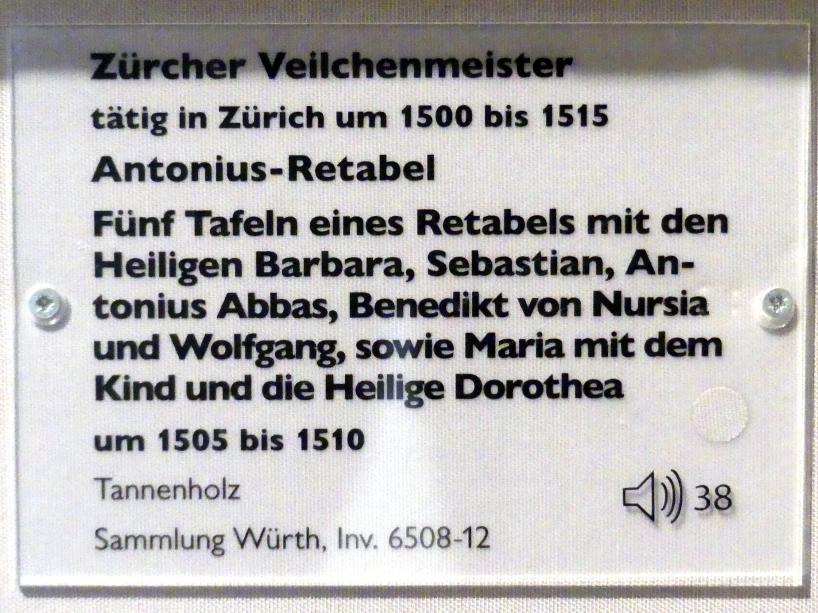 Zürcher Veilchenmeister
tätig in Zürich um 1500 bis 1515
Antonius-Retabel
Fünf Tafeln eines Retabels mit den
Heiligen Barbara, Sebastian, An-
tonius Abbas, Benedikt von Nursia
und Wolfgang, sowie Maria mit dem
Kind und die Heilige Dorothea
um 1505 bis 1510
Tannenholz
38
Sammlung Würth, Inv. 6508-12